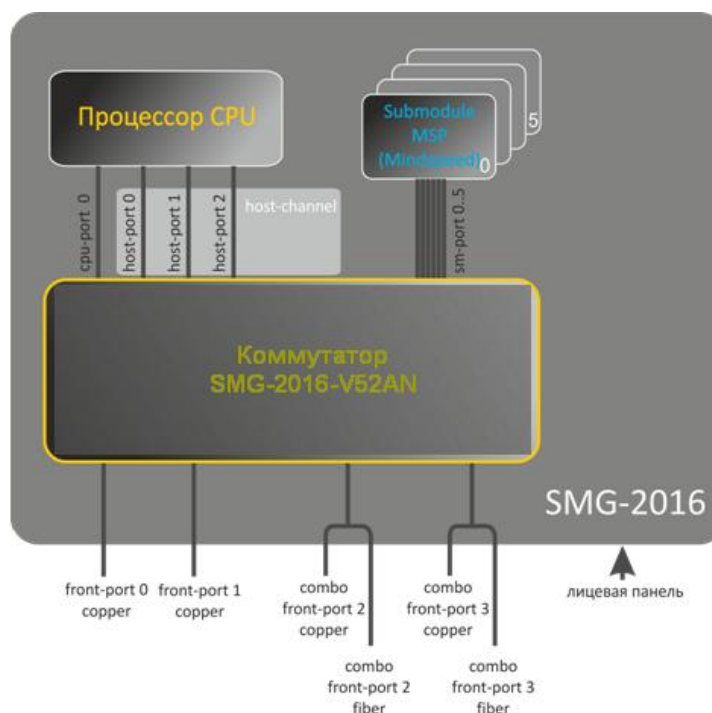 Процессор CPU
Submodule
MSP
(Mindspeed)
0
5
cpu-port 0
host-port 0
host-port 1
host-port 2
host-channel
sm-port 0..5
Коммутатор
SMG-2016-V52AN
SMG-2016
front-port 0
copper
front-port 1
copper
combo
front-port 2
copper
combo
front-port 3
copper
лицевая панель
combo
front-port 2
fiber
combo
front-port 3
fiber